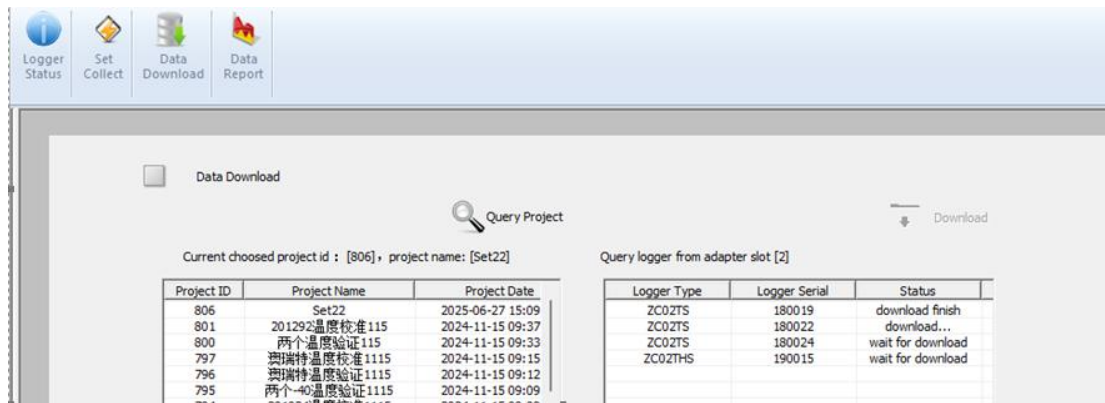 Logger Status
Set Collect
Data Download
Data Report
Data Download
Query Project
Download
Current choosed project id： [806]，project name: [Set22]
Query logger from adapter slot [2]
Project ID Project Name Project Date
Logger Type Logger Serial Status
806 Set22 2025-06-27 15:09
ZC02TS 180019 download finish
801 201292温度校准115 2024-11-15 09:37
ZC02TS 180022 download...
800 两个温度验证115 2024-11-15 09:33
ZC02TS 180024 wait for download
797 奥瑞特温度校准1115 2024-11-15 09:15
ZC02THS 190015 wait for download
796 奥瑞特温度验证1115 2024-11-15 09:12
795 两个-40温度验证1115 2024-11-15 09:09